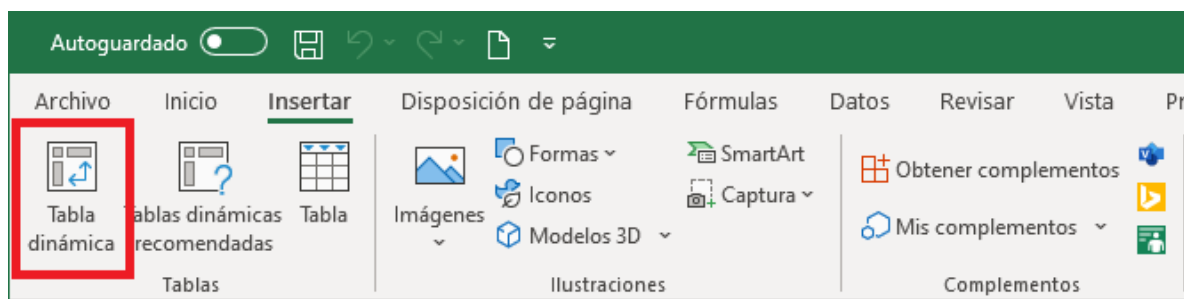 Autoguardado
Archivo Inicio Insertar Disposición de página Fórmulas Datos Revisar Vista Pr
Tabla dinámica
Tablas dinámicas recomendadas
Tabla
Imágenes
Formas
Iconos
Modelos 3D
SmartArt
Captura
Obtener complementos
Mis complementos
Tablas Ilustraciones Complementos